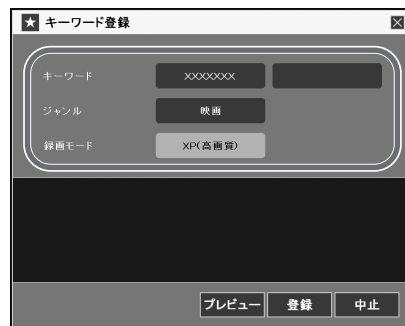 ★ キーワード登録
キーワード XXXXXXX
ジャンル 映画
録画モード XP(高画質)
プレビュー 登録 中止